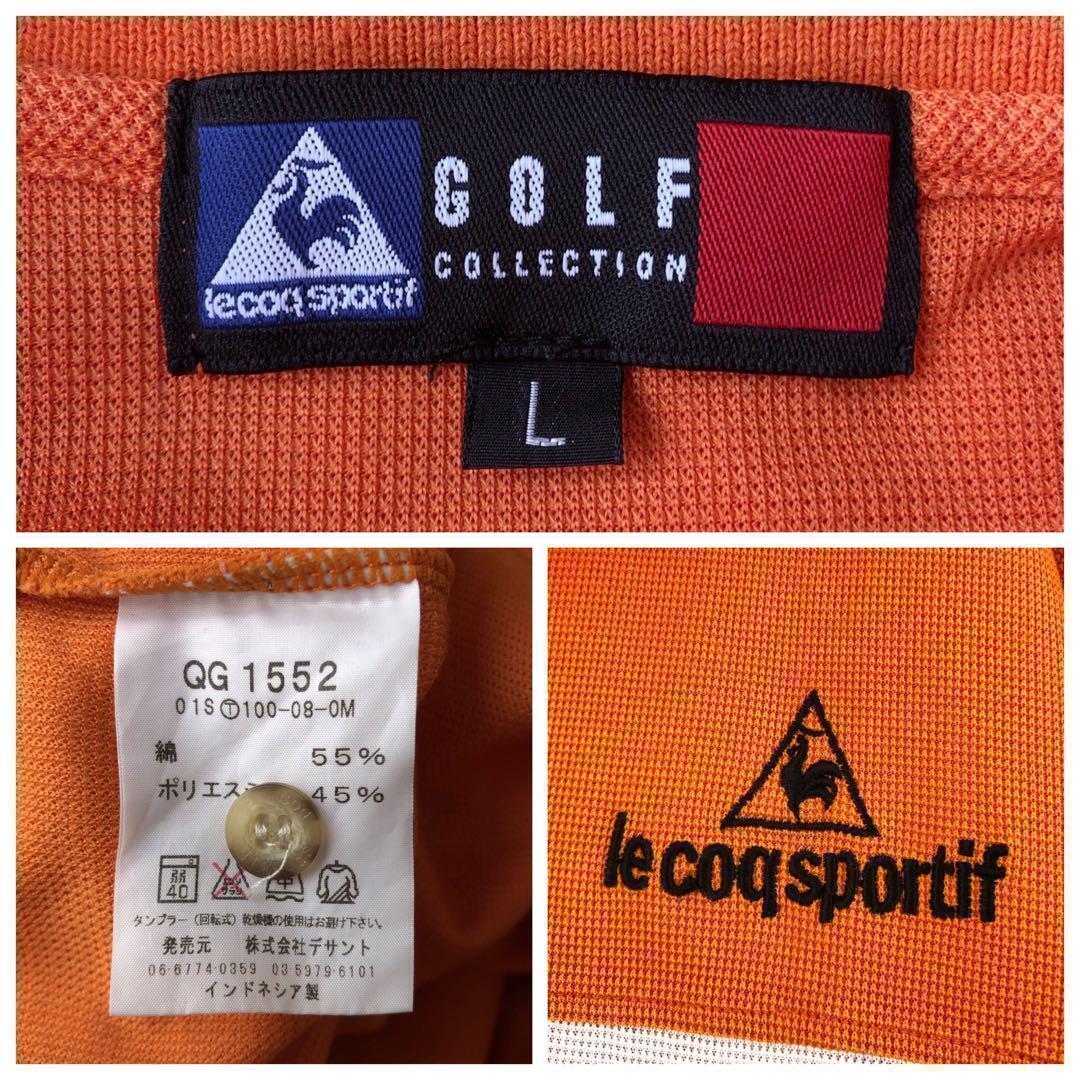 GOLF
COLLECTION
le coq sportif
L
QG 1552
01SⓉ100-08-0M
綿 55%
ポリエス 45%
弱
40
タンブラー(回転式)乾燥機の使用はお避け下さい。
発売元 株式会社デサント
06-6774-0359 03-5979-6101
インドネシア製
le coq sportif